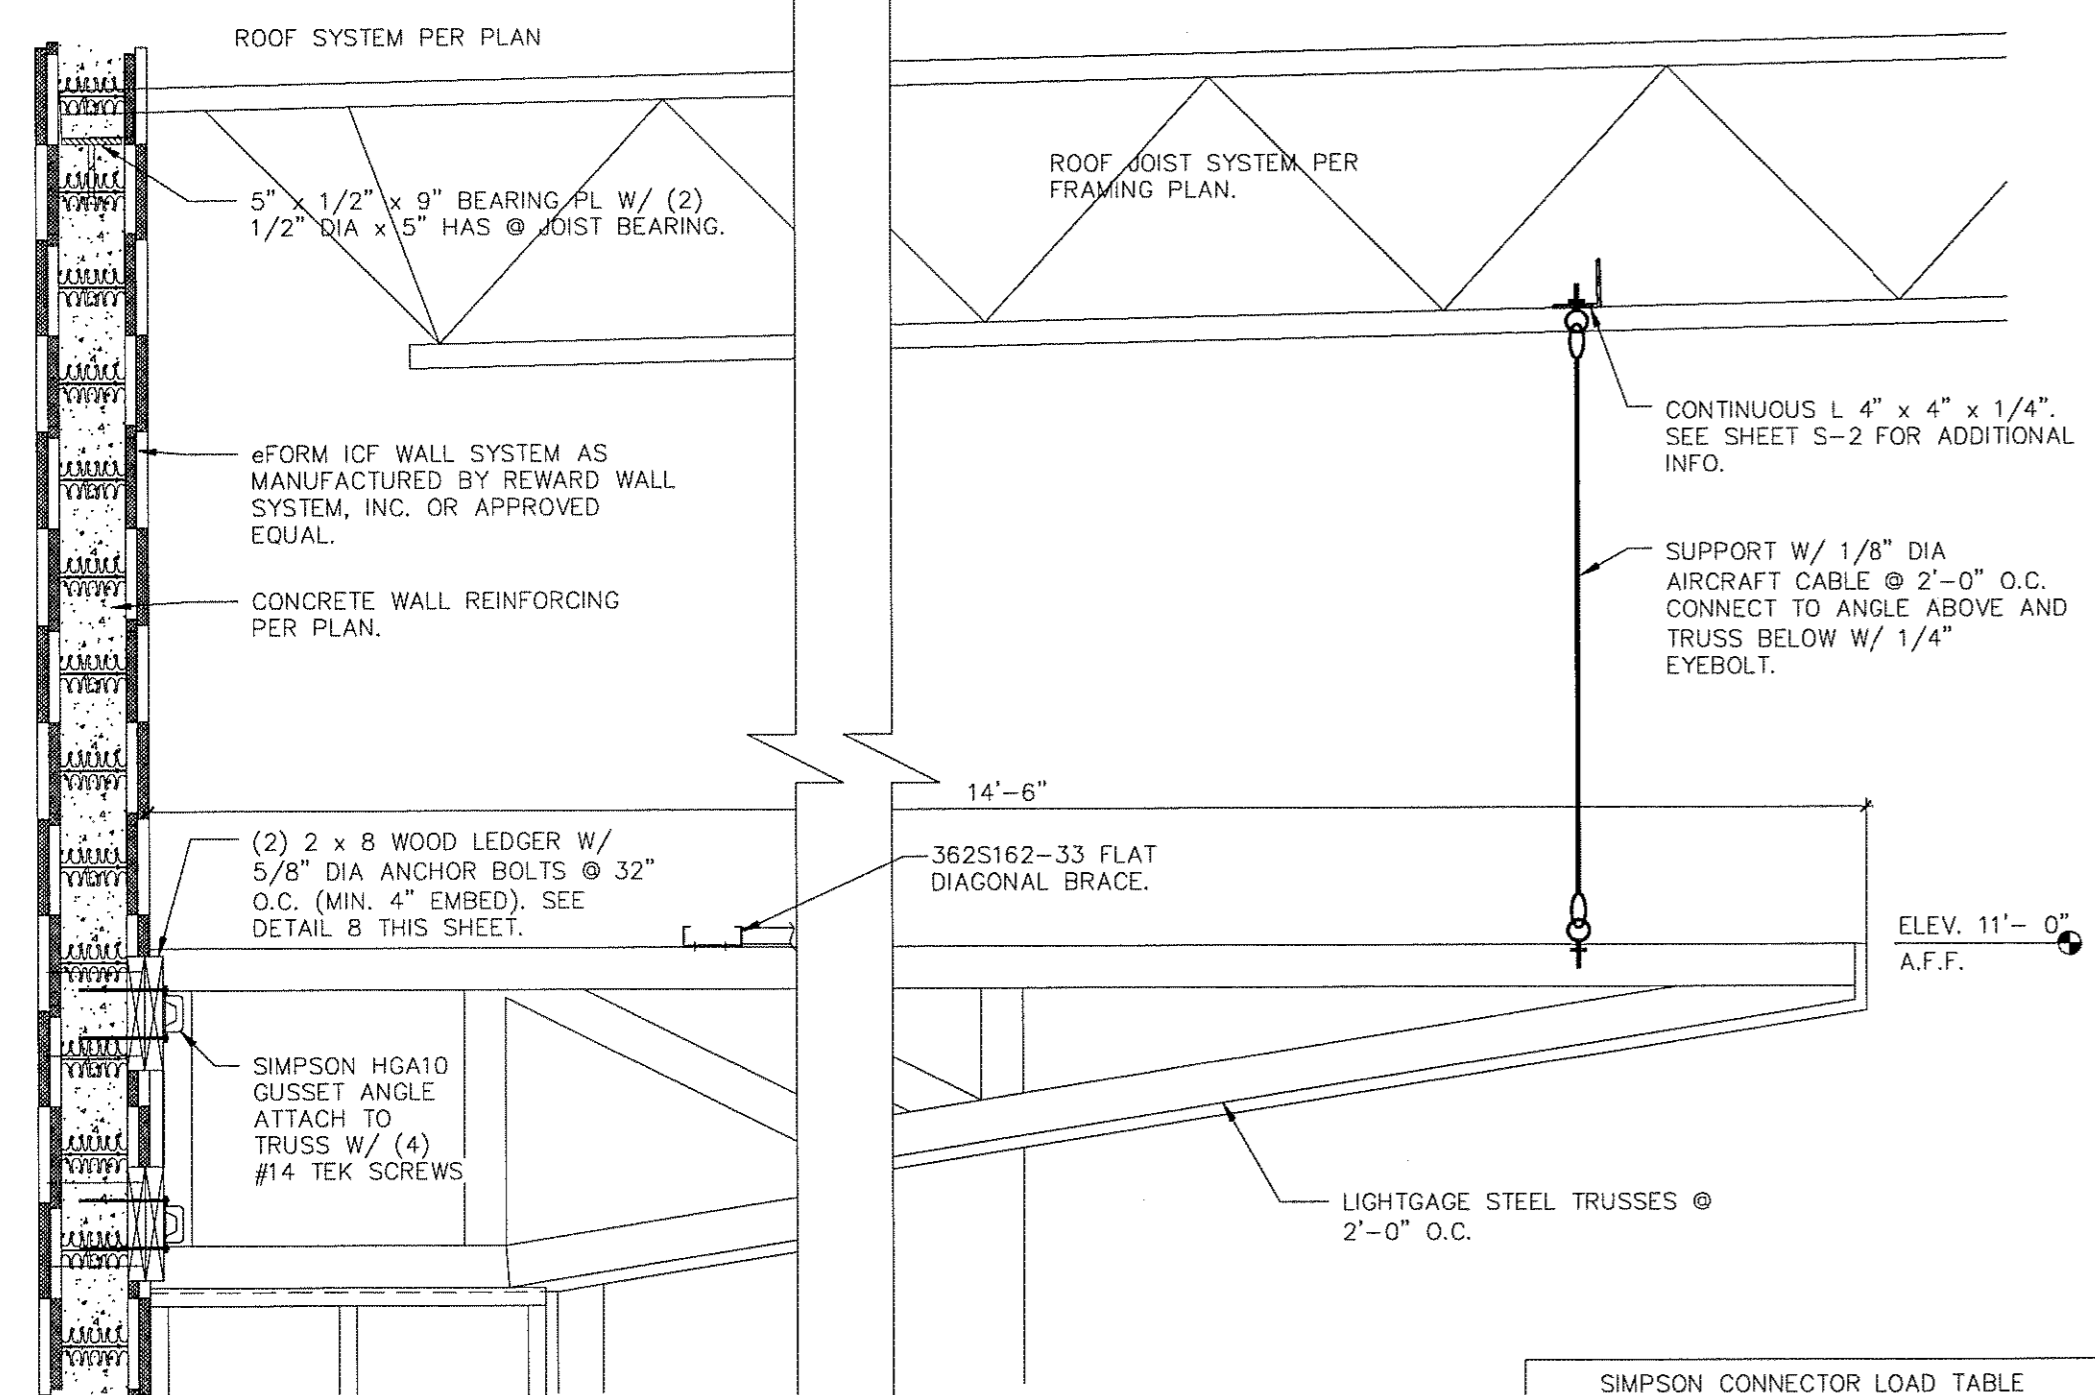 ROOF SYSTEM PER PLAN
5" x 1/2" x 9" BEARING PL W/ (2)
1/2" DIA x 5" HAS @ JOIST BEARING.
ROOF JOIST SYSTEM PER
FRAMING PLAN.
CONTINUOUS L 4" x 4" x 1/4".
SEE SHEET S-2 FOR ADDITIONAL
INFO.
eFORM ICF WALL SYSTEM AS
MANUFACTURED BY REWARD WALL
SYSTEM, INC. OR APPROVED
EQUAL.
SUPPORT W/ 1/8" DIA
AIRCRAFT CABLE @ 2'-0" O.C.
CONNECT TO ANGLE ABOVE AND
TRUSS BELOW W/ 1/4"
EYEBOLT.
CONCRETE WALL REINFORCING
PER PLAN.
14'-6"
(2) 2 x 8 WOOD LEDGER W/
5/8" DIA ANCHOR BOLTS @ 32"
O.C. (MIN. 4" EMBED). SEE
DETAIL 8 THIS SHEET.
362S162-33 FLAT
DIAGONAL BRACE.
ELEV. 11'- 0"
A.F.F.
SIMPSON HGA10
GUSSET ANGLE
ATTACH TO
TRUSS W/ (4)
#14 TEK SCREWS
LIGHTGAGE STEEL TRUSSES @
2'-0" O.C.
SIMPSON CONNECTOR LOAD TABLE